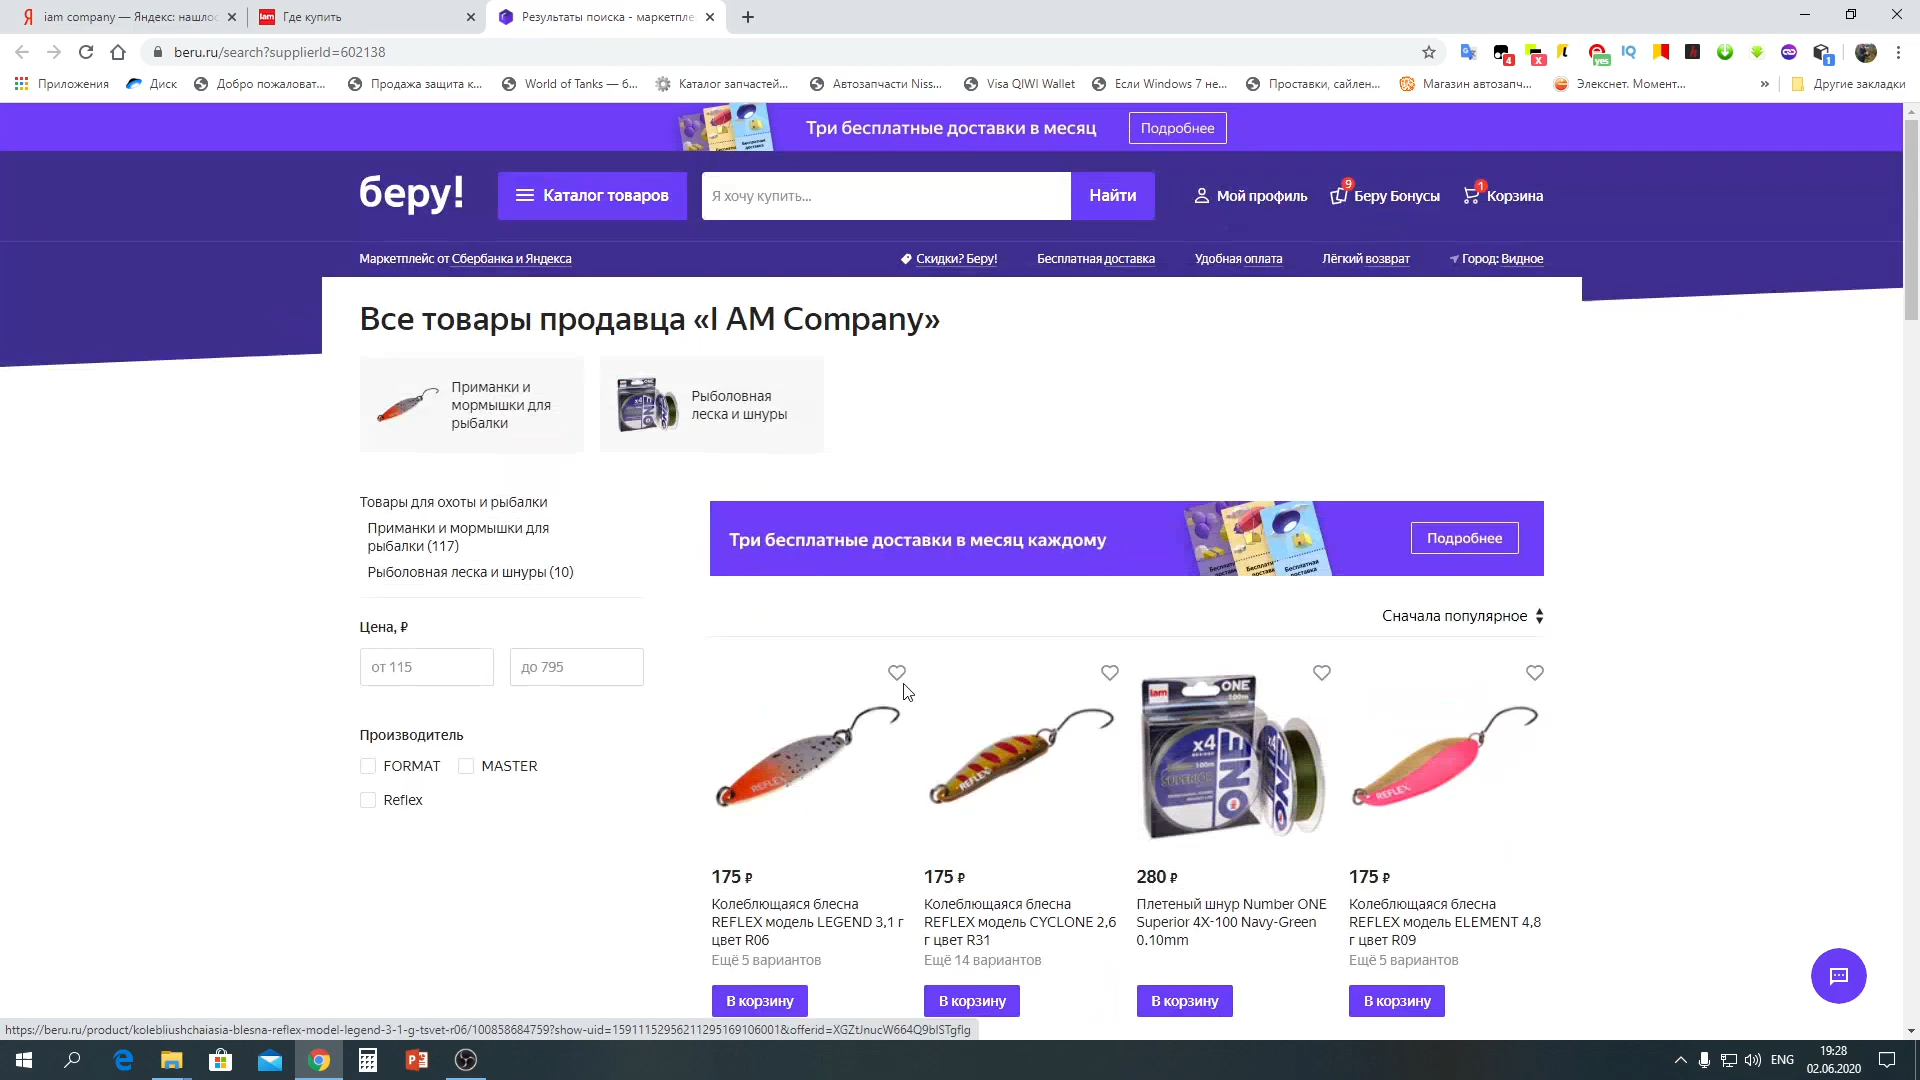 iam company — Яндекс: нашлос
Где купить
Результаты поиска - маркетпле
beru.ru/search?supplierId=602138
Приложения
Диск
Добро пожаловат...
Продажа защита к...
World of Tanks — б...
Каталог запчастей...
Автозапчасти Niss...
Visa QIWI Wallet
Если Windows 7 не...
Проставки, сайлен...
Магазин автозапч...
Элекснет. Момент...
»
Другие закладки
Три бесплатные доставки в месяц
Подробнее
беру!
Каталог товаров
Я хочу купить...
Найти
Мой профиль
9
Беру Бонусы
1
Корзина
Маркетплейс от Сбербанка и Яндекса
Скидки? Беру!
Бесплатная доставка
Удобная оплата
Лёгкий возврат
Город: Видное
Все товары продавца «I AM Company»
Приманки и
мормышки для
рыбалки
Рыболовная
леска и шнуры
Товары для охоты и рыбалки
Приманки и мормышки для
рыбалки (117)
Рыболовная леска и шнуры (10)
Три бесплатные доставки в месяц каждому
Подробнее
Сначала популярное
Цена, ₽
от 115
до 795
Производитель
FORMAT
MASTER
Reflex
175 ₽
Колеблющаяся блесна
REFLEX модель LEGEND 3,1 г
цвет R06
Ещё 5 вариантов
В корзину
175 ₽
Колеблющаяся блесна
REFLEX модель CYCLONE 2,6
г цвет R31
Ещё 14 вариантов
В корзину
280 ₽
Плетеный шнур Number ONE
Superior 4X-100 Navy-Green
0.10mm
В корзину
175 ₽
Колеблющаяся блесна
REFLEX модель ELEMENT 4,8
г цвет R09
Ещё 5 вариантов
В корзину
https://beru.ru/product/kolebliushchaiasia-blesna-reflex-model-legend-3-1-g-tsvet-r06/100858684759?show-uid=15911152956211295169106001&offerid=XGZtJnucW664Q9blSTgfIg
ENG
19:28
02.06.2020